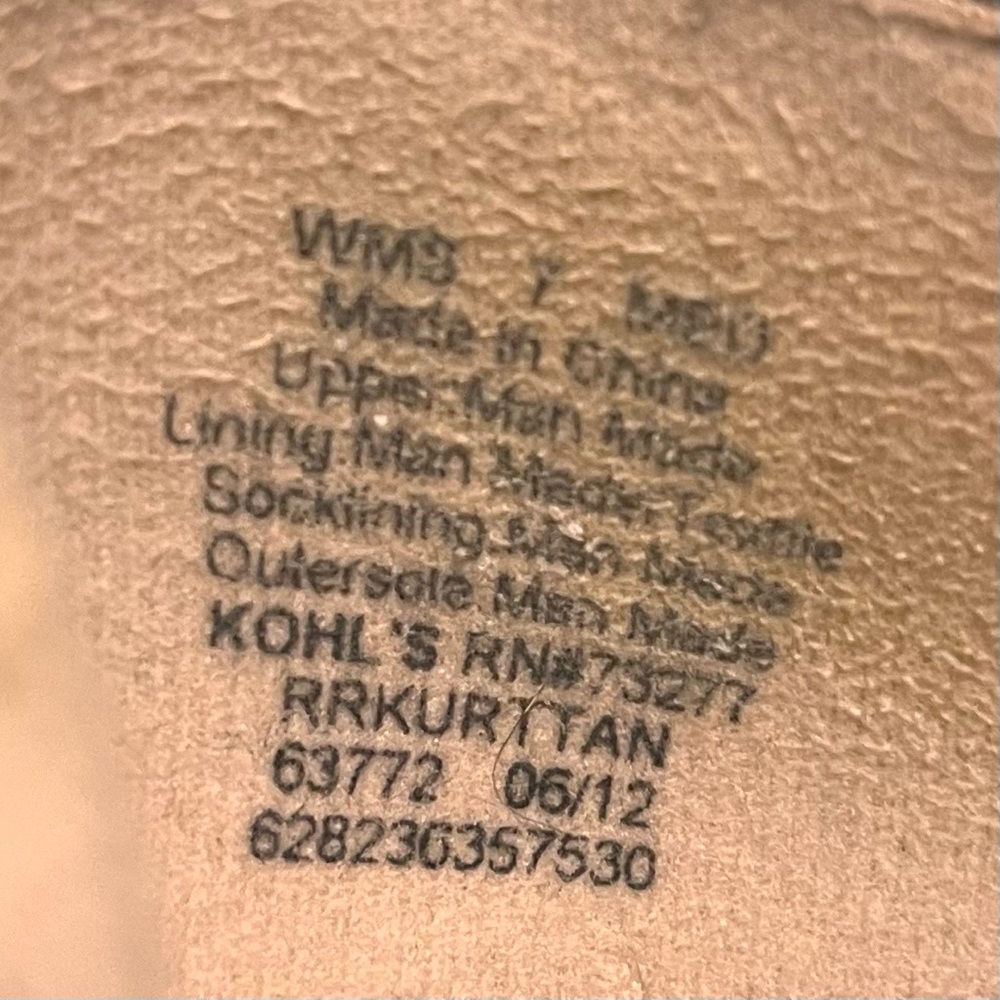 WMS 7 MED
Made in China
Upper Man Made
Lining Man Made Textile
Socklining Man Made
Outersole Man Made
KOHL'S RN#73277
RRKURTTAN
63772 06/12
628236357530